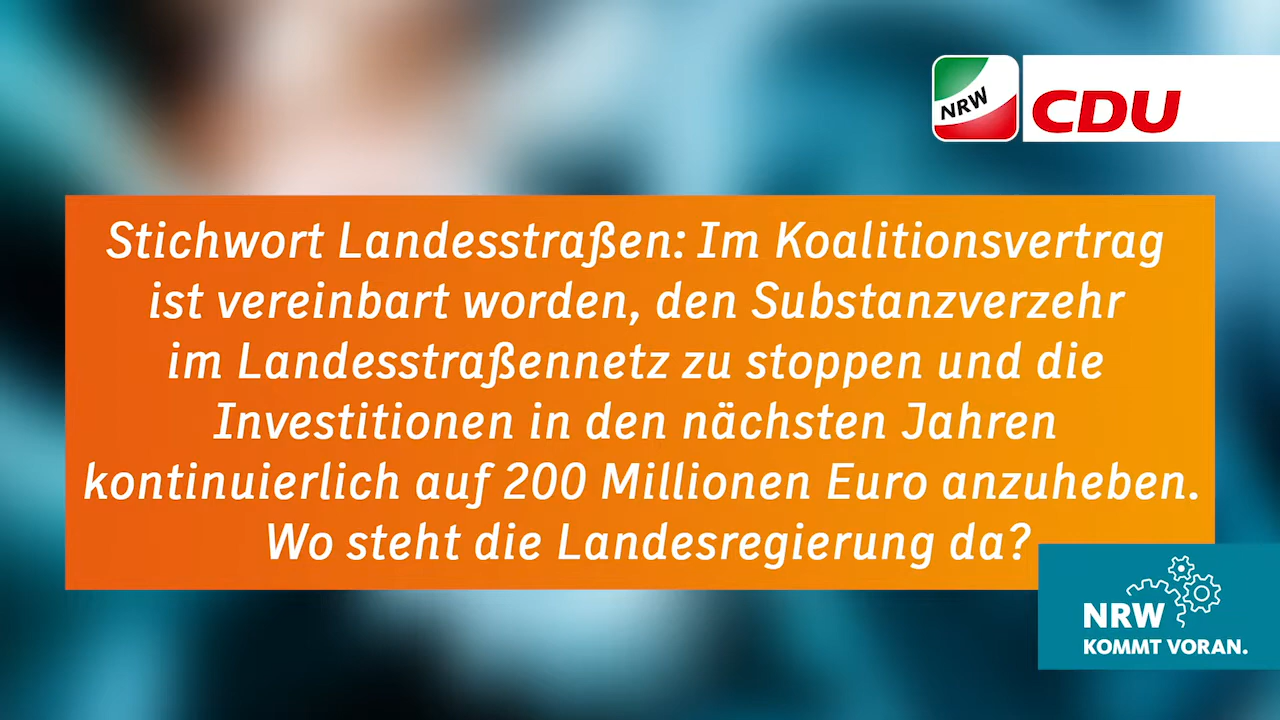 NRW
CDU
Stichwort Landesstraßen: Im Koalitionsvertrag
ist vereinbart worden, den Substanzverzehr
im Landesstraßennetz zu stoppen und die
Investitionen in den nächsten Jahren
kontinuierlich auf 200 Millionen Euro anzuheben.
Wo steht die Landesregierung da?
NRW
KOMMT VORAN.